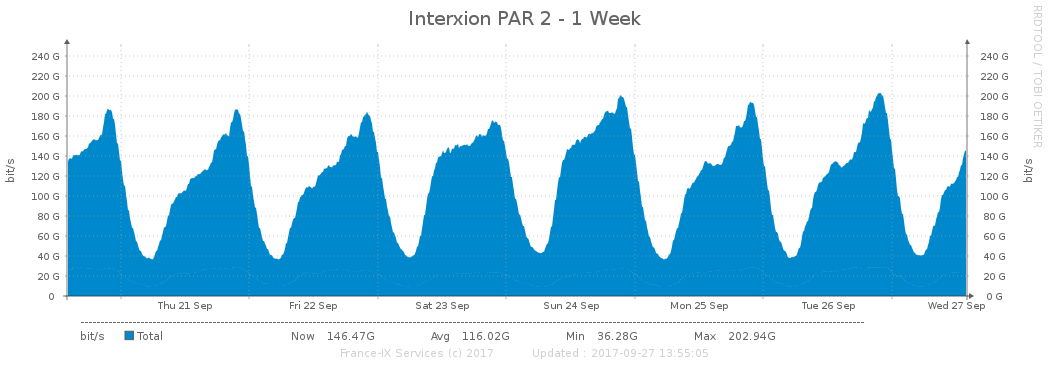 Interxion PAR 2 - 1 Week
RRDTOOL / TOBI OETIKER
bit/s
240 G
220 G
200 G
180 G
160 G
140 G
120 G
100 G
80 G
60 G
40 G
20 G
0
240 G
220 G
200 G
180 G
160 G
140 G
120 G
100 G
80 G
60 G
40 G
20 G
0 G
bit/s
Thu 21 Sep Fri 22 Sep Sat 23 Sep Sun 24 Sep Mon 25 Sep Tue 26 Sep Wed 27 Sep
bit/s Total Now 146.47G Avg 116.02G Min 36.28G Max 202.94G
France-IX Services (c) 2017 Updated : 2017-09-27 13:55:05